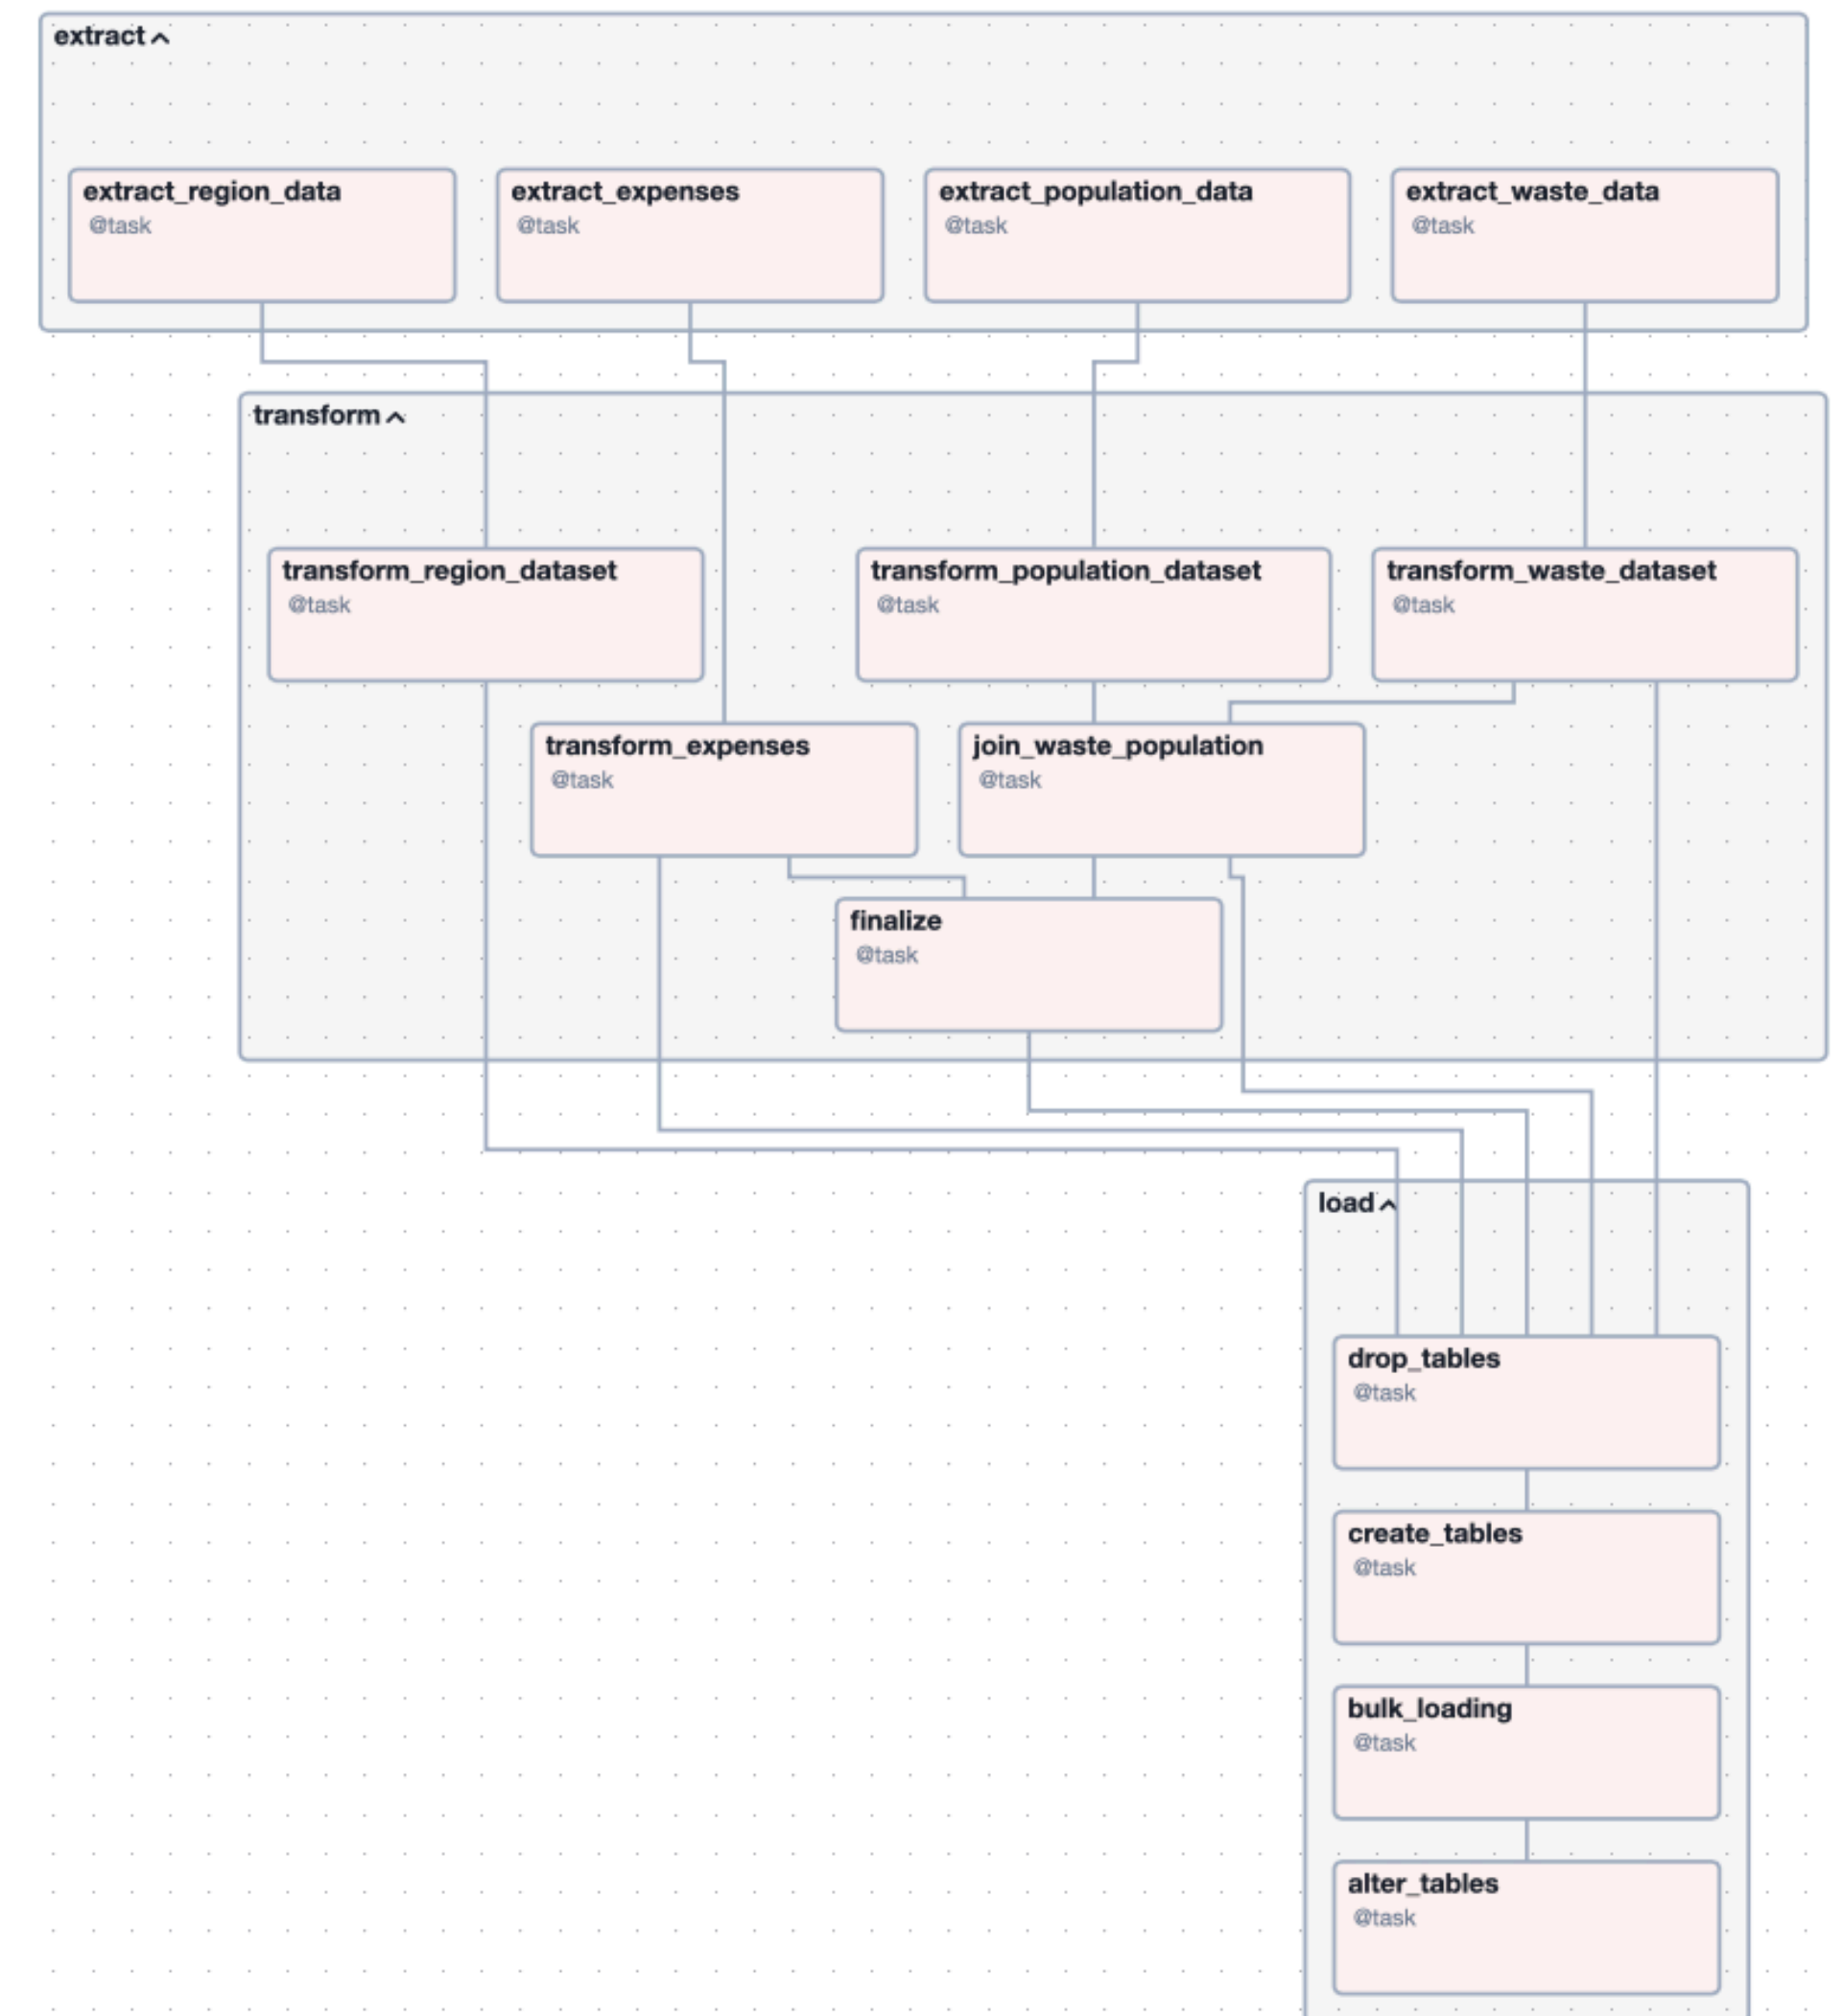 extract
extract_region_data
@task
extract_expenses
@task
extract_population_data
@task
extract_waste_data
@task
transform
transform_region_dataset
@task
transform_population_dataset
@task
transform_waste_dataset
@task
transform_expenses
@task
join_waste_population
@task
finalize
@task
load
drop_tables
@task
create_tables
@task
bulk_loading
@task
alter_tables
@task